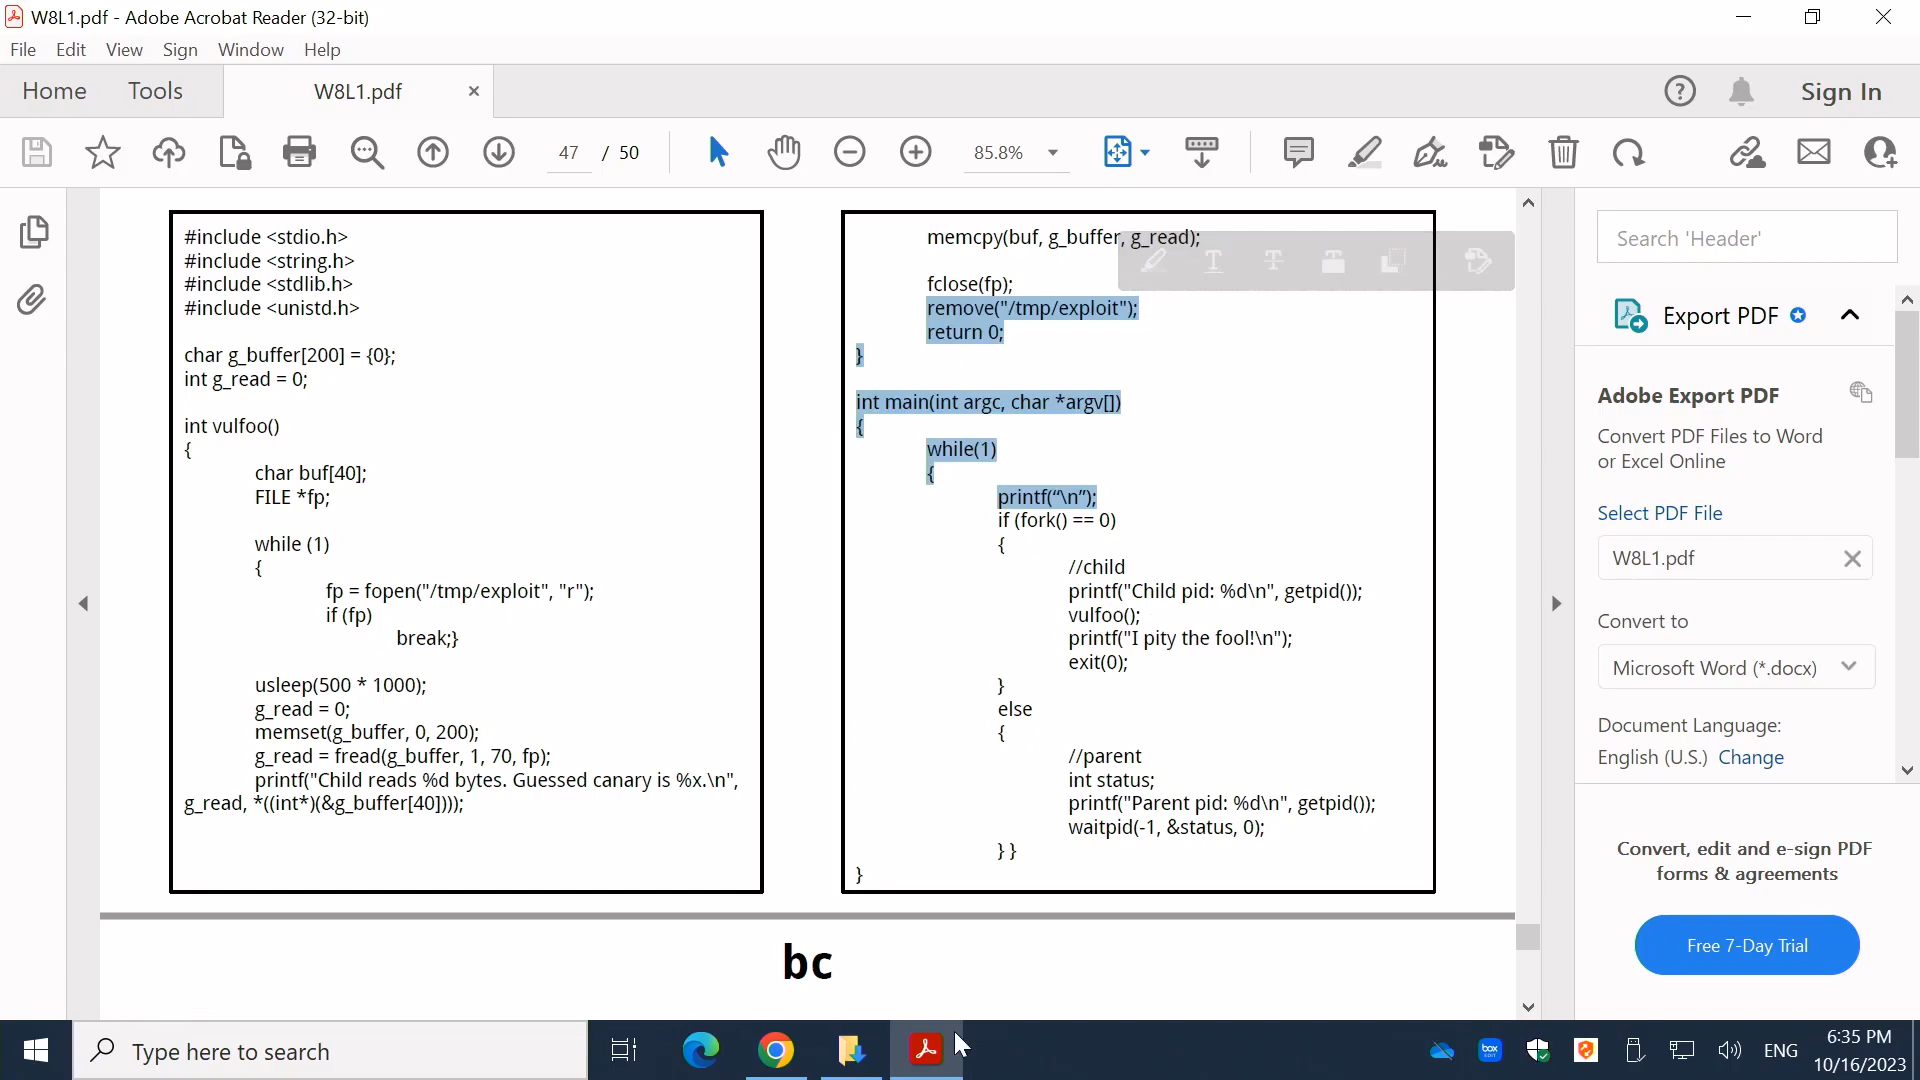 W8L1.pdf - Adobe Acrobat Reader (32-bit)
File Edit View Sign Window Help
Home Tools W8L1.pdf × Sign In
47 / 50 85.8%
#include <stdio.h>
#include <string.h>
#include <stdlib.h>
#include <unistd.h>
char g_buffer[200] = {0};
int g_read = 0;
int vulfoo()
{
char buf[40];
FILE *fp;
while (1)
{
fp = fopen("/tmp/exploit", "r");
if (fp)
break;}
usleep(500 * 1000);
g_read = 0;
memset(g_buffer, 0, 200);
g_read = fread(g_buffer, 1, 70, fp);
printf("Child reads %d bytes. Guessed canary is %x.\n",
g_read, *((int*)(&g_buffer[40])));
memcpy(buf, g_buffer, g_read);
fclose(fp);
remove("/tmp/exploit");
return 0;
}
int main(int argc, char *argv[])
{
while(1)
{
printf(“\n”);
if (fork() == 0)
{
//child
printf("Child pid: %d\n", getpid());
vulfoo();
printf("I pity the fool!\n");
exit(0);
}
else
{
//parent
int status;
printf("Parent pid: %d\n", getpid());
waitpid(-1, &status, 0);
} }
}
bc
Search 'Header'
Export PDF
Adobe Export PDF
Convert PDF Files to Word
or Excel Online
Select PDF File
W8L1.pdf
Convert to
Microsoft Word (*.docx)
Document Language:
English (U.S.) Change
Convert, edit and e-sign PDF
forms & agreements
Free 7-Day Trial
Type here to search
box
EDIT
ENG
6:35 PM
10/16/2023